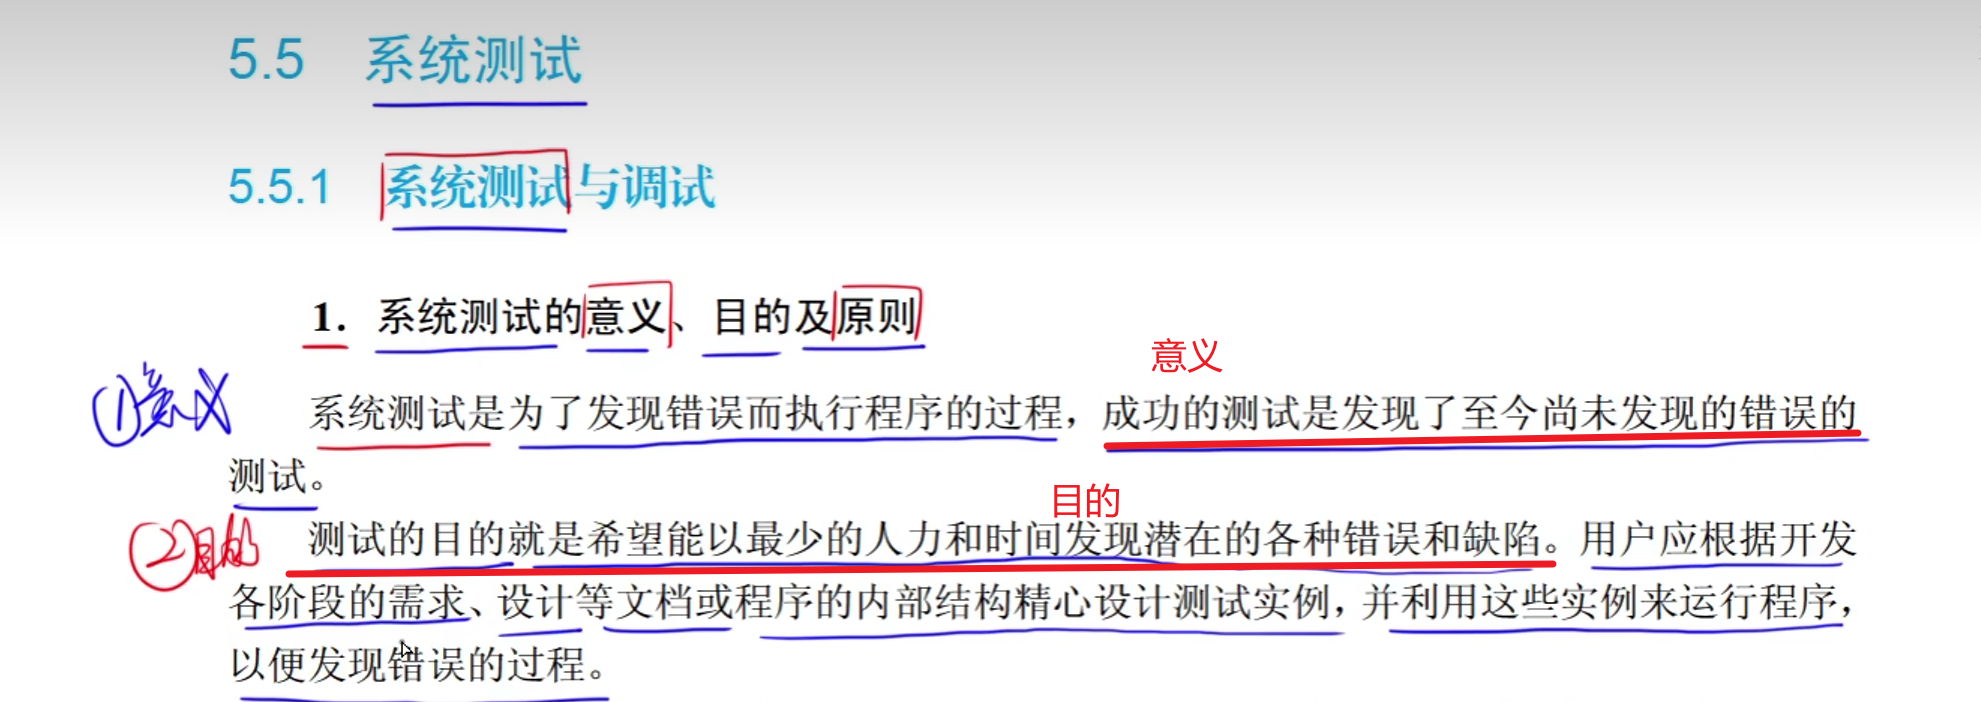 5.5 系统测试
5.5.1 系统测试与调试
1. 系统测试的意义、目的及原则
意义
①意义
系统测试是为了发现错误而执行程序的过程，成功的测试是发现了至今尚未发现的错误的
测试。
目的
②目的
测试的目的就是希望能以最少的人力和时间发现潜在的各种错误和缺陷。用户应根据开发
各阶段的需求、设计等文档或程序的内部结构精心设计测试实例，并利用这些实例来运行程序，
以便发现错误的过程。